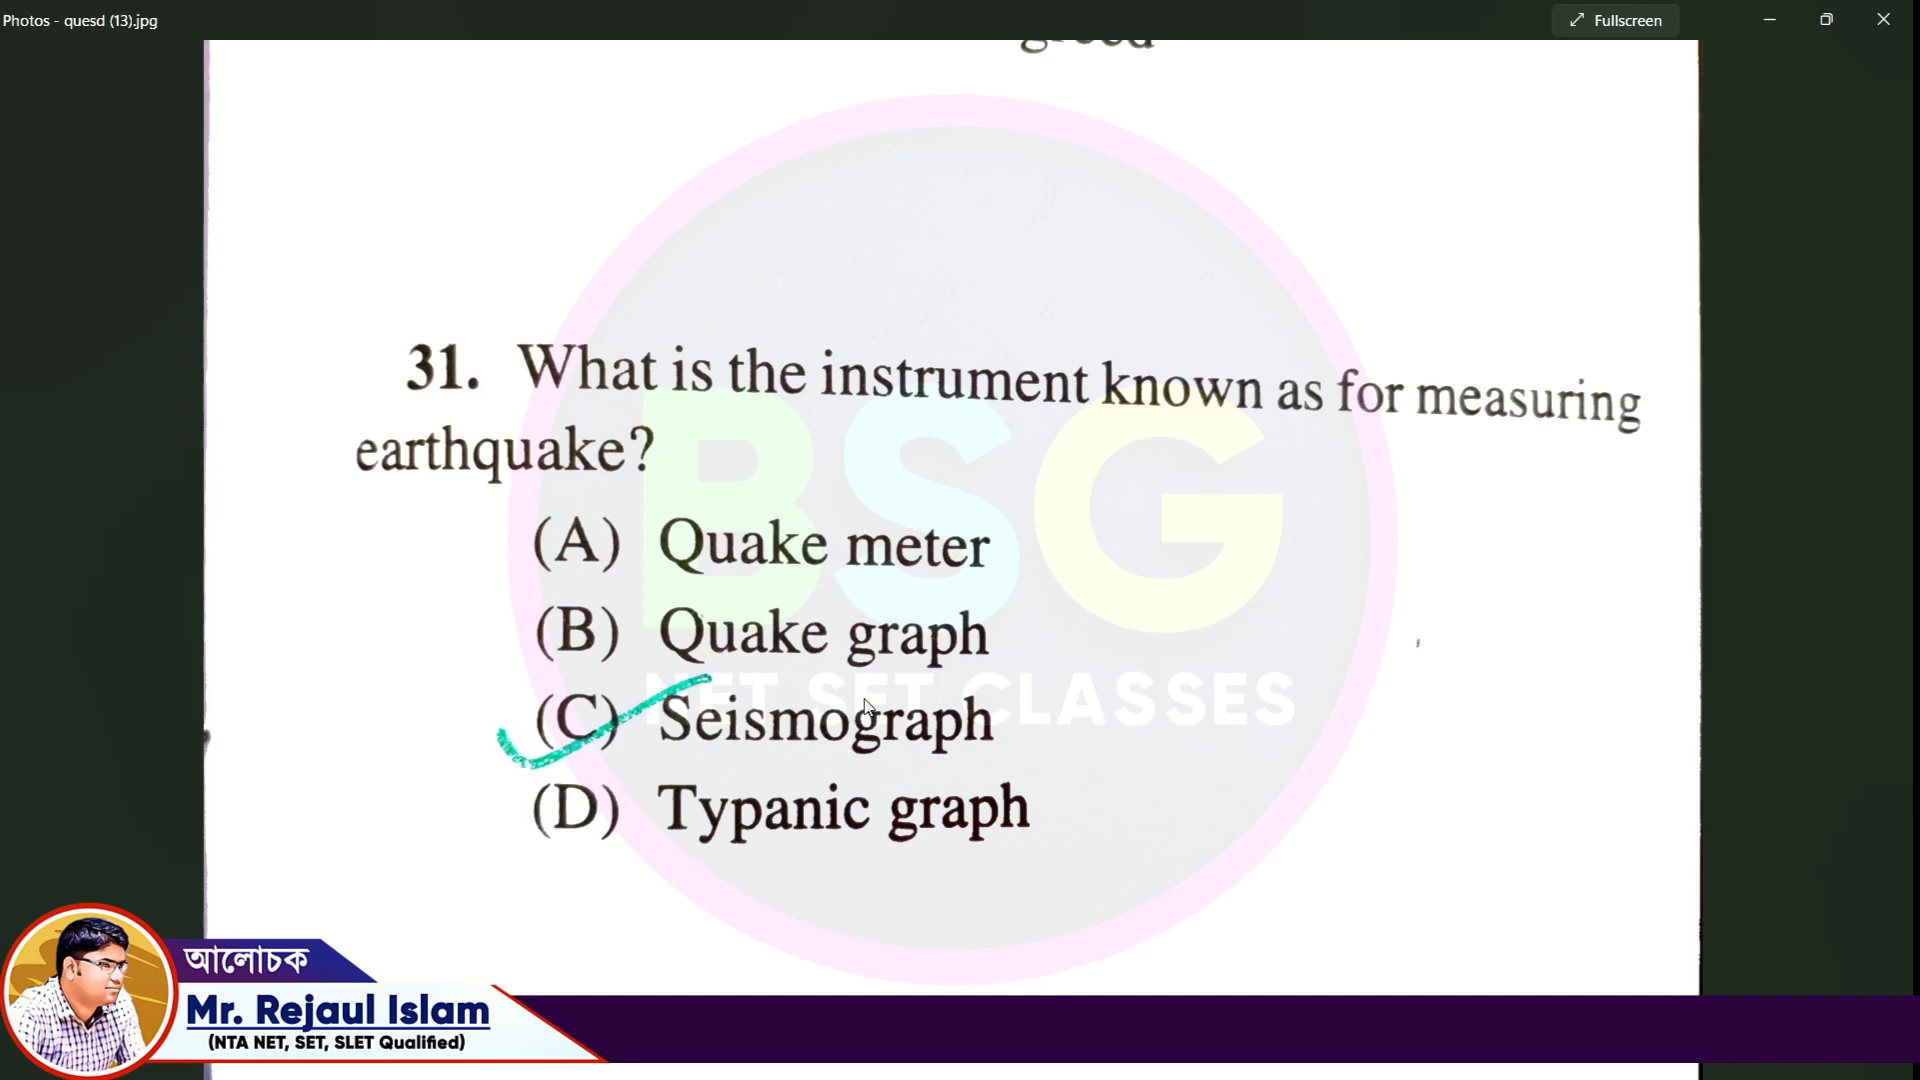 Photos - quesd (13).jpg
Fullscreen
31. What is the instrument known as for measuring
earthquake?
(A) Quake meter
(B) Quake graph
(C) Seismograph
(D) Typanic graph
BSG
NET SET CLASSES
আলোচক
Mr. Rejaul Islam
(NTA NET, SET, SLET Qualified)